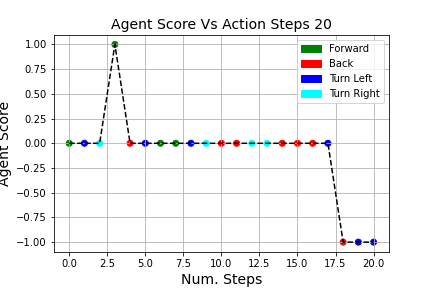 Agent Score Vs Action Steps 20
Agent Score
1.00
0.75
0.50
0.25
0.00
−0.25
−0.50
−0.75
−1.00
Forward
Back
Turn Left
Turn Right
0.0 2.5 5.0 7.5 10.0 12.5 15.0 17.5 20.0
Num. Steps